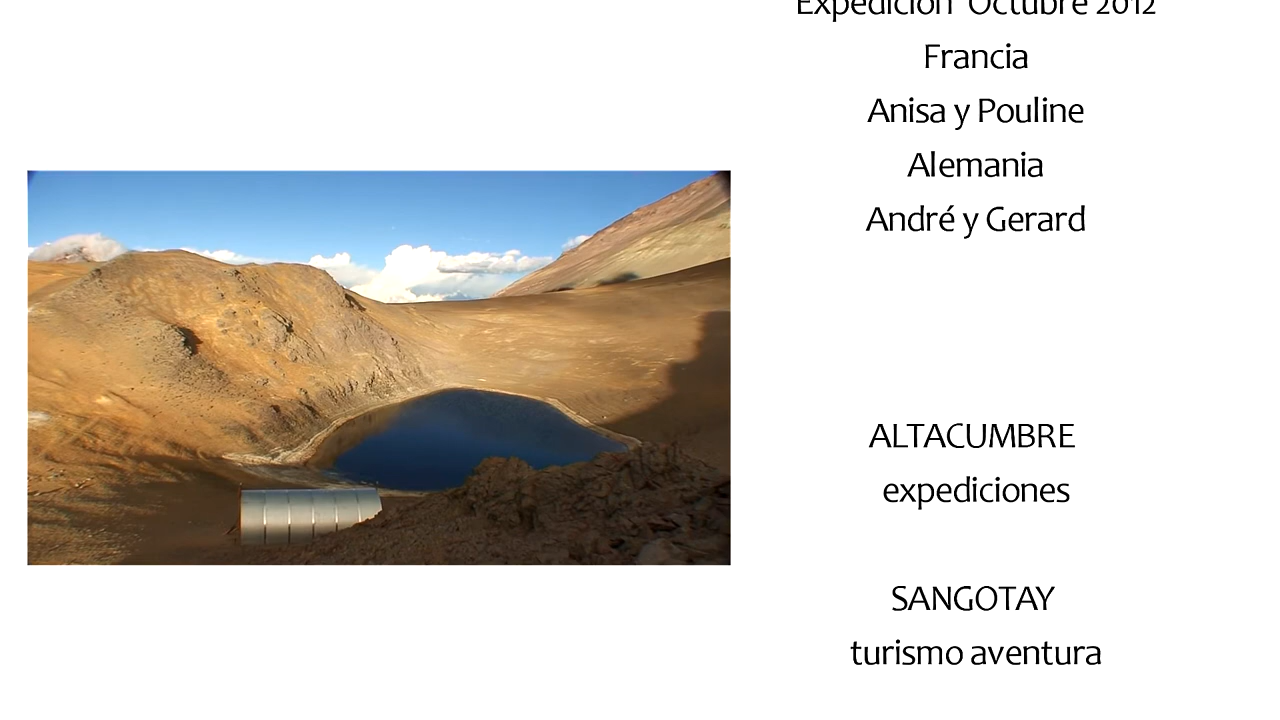 Expedición Octubre 2012
Francia
Anisa y Pouline
Alemania
André y Gerard
ALTACUMBRE
expediciones
SANGOTAY
turismo aventura